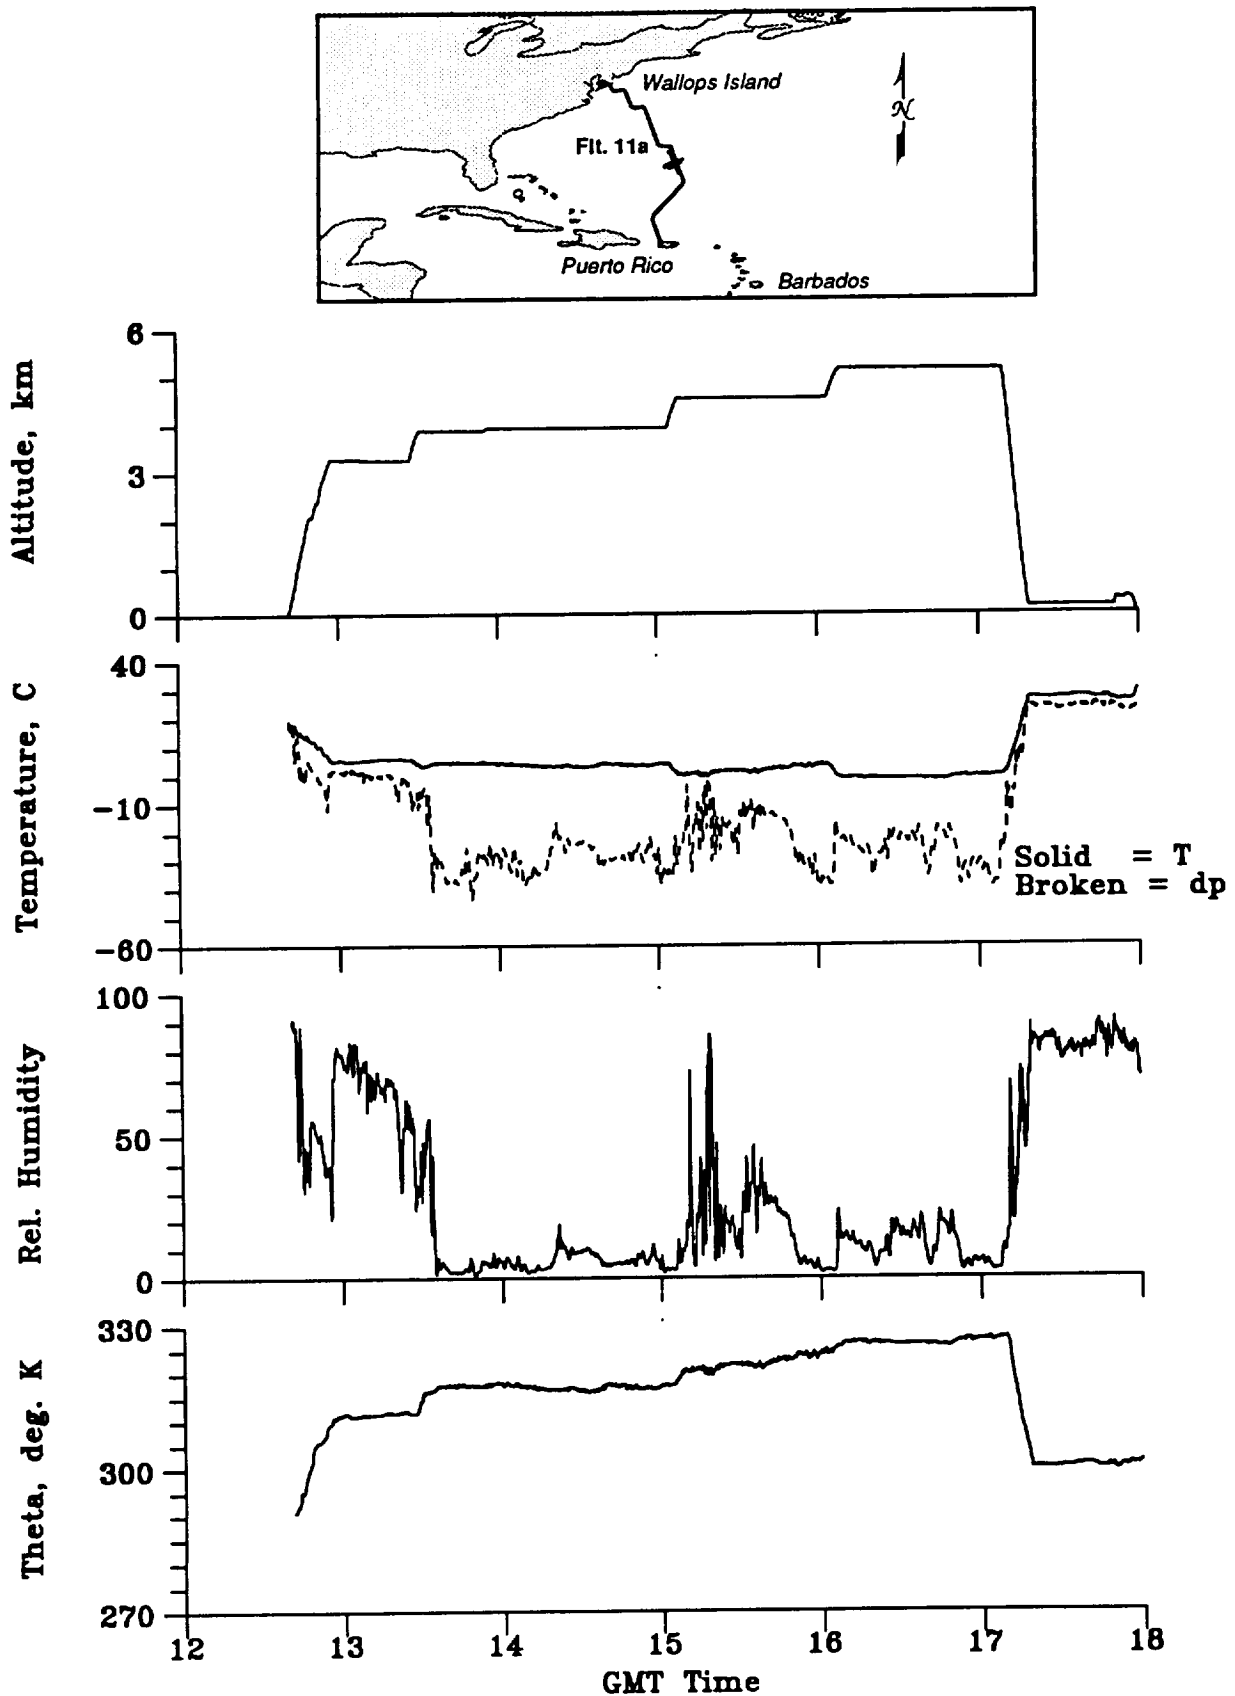 Wallops Island
N
Flt. 11a
Puerto Rico
Barbados
6
Altitude, km
3
0
40
Temperature, C
-10
Solid = T
Broken = dp
-60
100
Rel. Humidity
50
0
330
Theta, deg. K
300
270
12 13 14 15 16 17 18
GMT Time